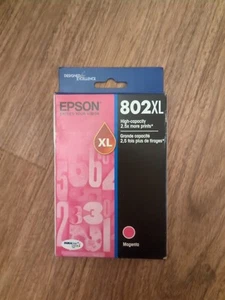 EPSON
802XL
XL
High-capacity
2.5x more prints*
Grande capacité
2,5 fois plus de tirages*
Magenta